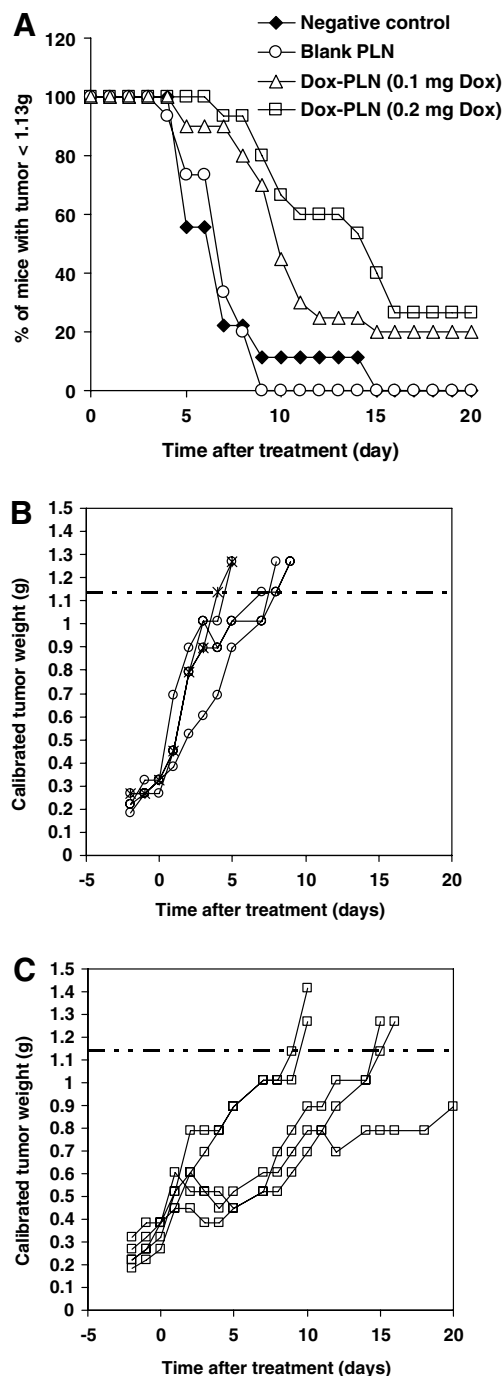 A
Negative control
Blank PLN
Dox-PLN (0.1 mg Dox)
Dox-PLN (0.2 mg Dox)
% of mice with tumor < 1.13g
120
100
80
60
40
20
0
0 5 10 15 20
Time after treatment (day)
B
Calibrated tumor weight (g)
1.5
1.4
1.3
1.2
1.1
1
0.9
0.8
0.7
0.6
0.5
0.4
0.3
0.2
0.1
0
-5 0 5 10 15 20
Time after treatment (days)
C
Calibrated tumor weight (g)
1.5
1.4
1.3
1.2
1.1
1
0.9
0.8
0.7
0.6
0.5
0.4
0.3
0.2
0.1
0
-5 0 5 10 15 20
Time after treatment (days)